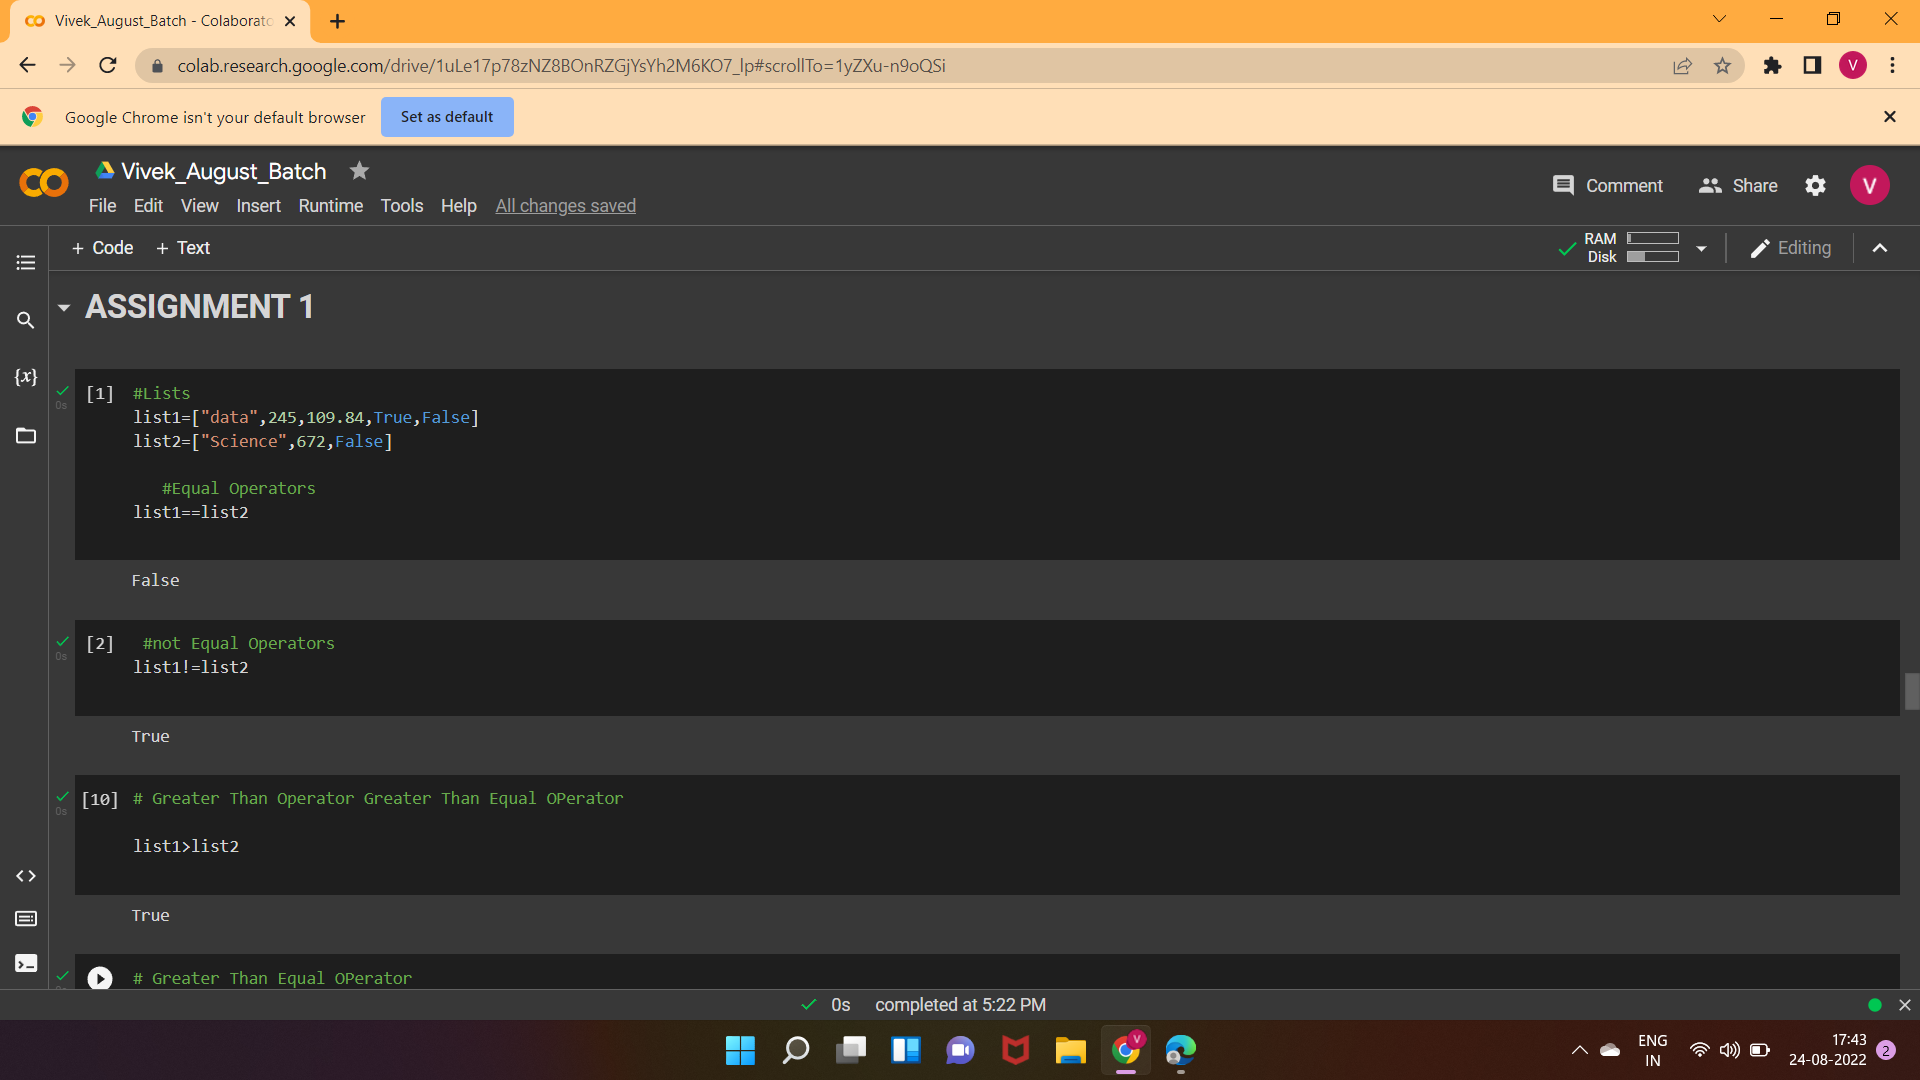 Vivek_August_Batch - Colaborato
colab.research.google.com/drive/1uLe17p78zNZ8BOnRZGjYsYh2M6KO7_lp#scrollTo=1yZXu-n9oQSi
V
Google Chrome isn't your default browser
Set as default
Vivek_August_Batch
File Edit View Insert Runtime Tools Help All changes saved
Comment
Share
V
+ Code + Text
RAM
Disk
Editing
ASSIGNMENT 1
{x}
0s
[1] #Lists
list1=["data",245,109.84,True,False]
list2=["Science",672,False]
#Equal Operators
list1==list2
False
0s
[2] #not Equal Operators
list1!=list2
True
0s
[10] # Greater Than Operator Greater Than Equal OPerator
list1>list2
True
# Greater Than Equal OPerator
0s completed at 5:22 PM
V
ENG
IN
17:43
24-08-2022
2